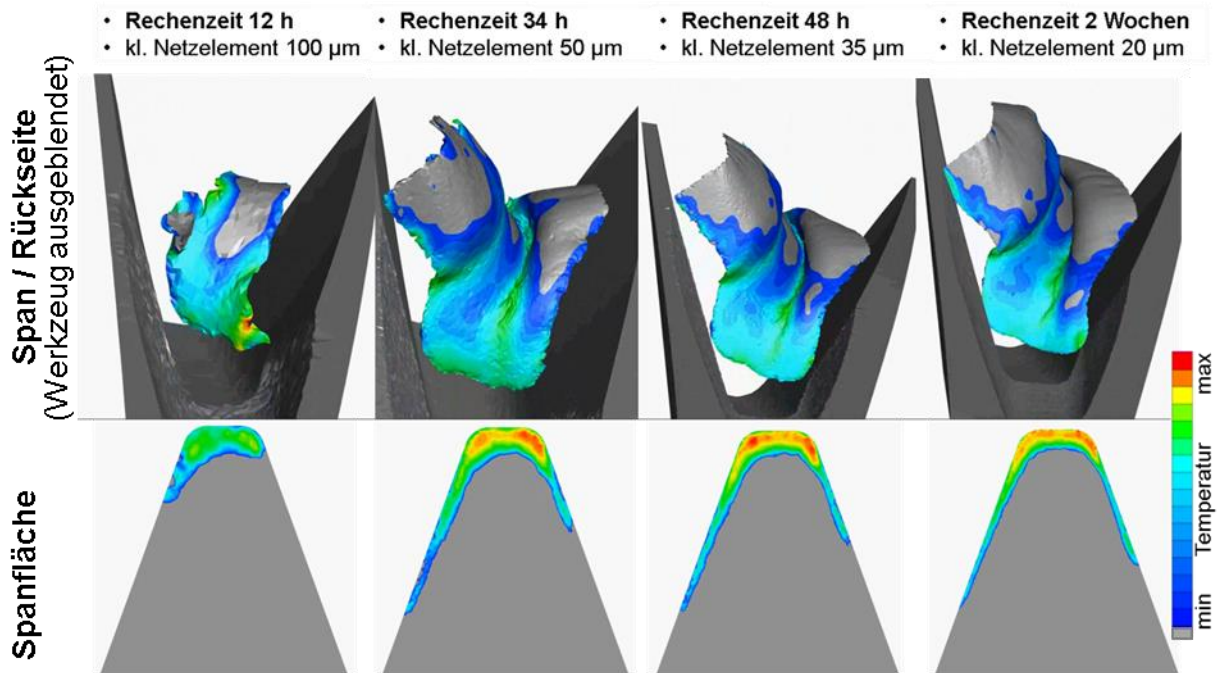 • Rechenzeit 12 h
• kl. Netzelement 100 µm
• Rechenzeit 34 h
• kl. Netzelement 50 µm
• Rechenzeit 48 h
• kl. Netzelement 35 µm
• Rechenzeit 2 Wochen
• kl. Netzelement 20 µm
Span / Rückseite
(Werkzeug ausgeblendet)
Spanfläche
min Temperatur max